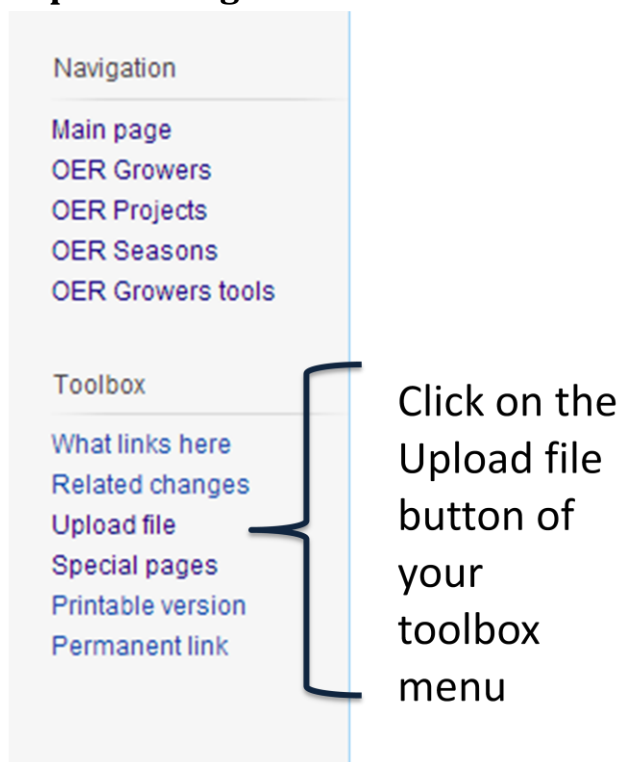 Navigation
Main page
OER Growers
OER Projects
OER Seasons
OER Growers tools
Toolbox
What links here
Related changes
Upload file
Special pages
Printable version
Permanent link
Click on the
Upload file
button of
your
toolbox
menu